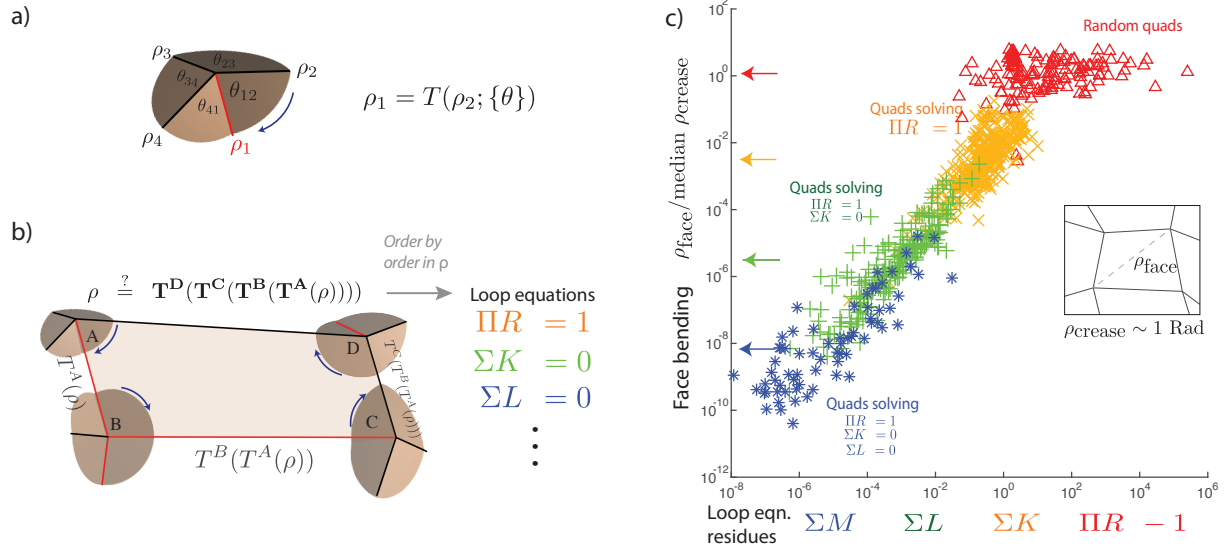 a)
ρ3
θ23
ρ2
θ34
θ12
θ41
ρ4
ρ1
ρ1 = T(ρ2; {θ})
b)
Order by
order in ρ
ρ ?= T^D(T^C(T^B(T^A(ρ))))
Loop equations
ΠR = 1
ΣK = 0
ΣL = 0
A
D
T^A(ρ)
T^C(T^B(T^A(ρ))))
B
C
T^B(T^A(ρ))
c)
Face bending ρface/median ρcrease
10^0
10^-2
10^-4
10^-6
10^-8
10^-10
10^-12
Random quads
Quads solving
ΠR = 1
Quads solving
ΠR = 1
ΣK = 0
Quads solving
ΠR = 1
ΣK = 0
ΣL = 0
ρface
ρcrease ~ 1 Rad
10^-8 10^-6 10^-4 10^-2 10^0 10^2 10^4 10^6
Loop eqn.
residues
ΣM ΣL ΣK ΠR − 1